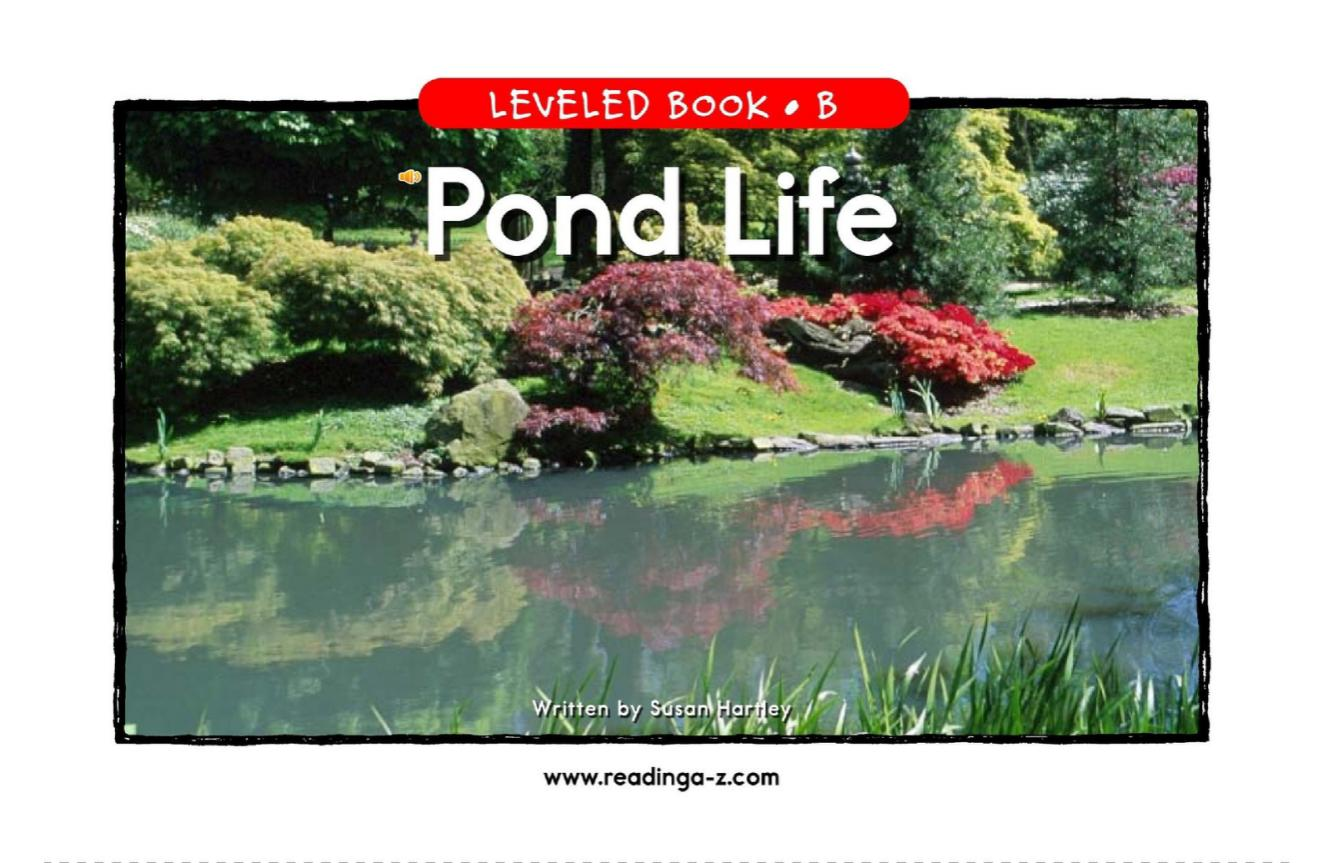 LEVELED BOOK • B
Pond Life
Written by Susan Hartley
www.readinga-z.com